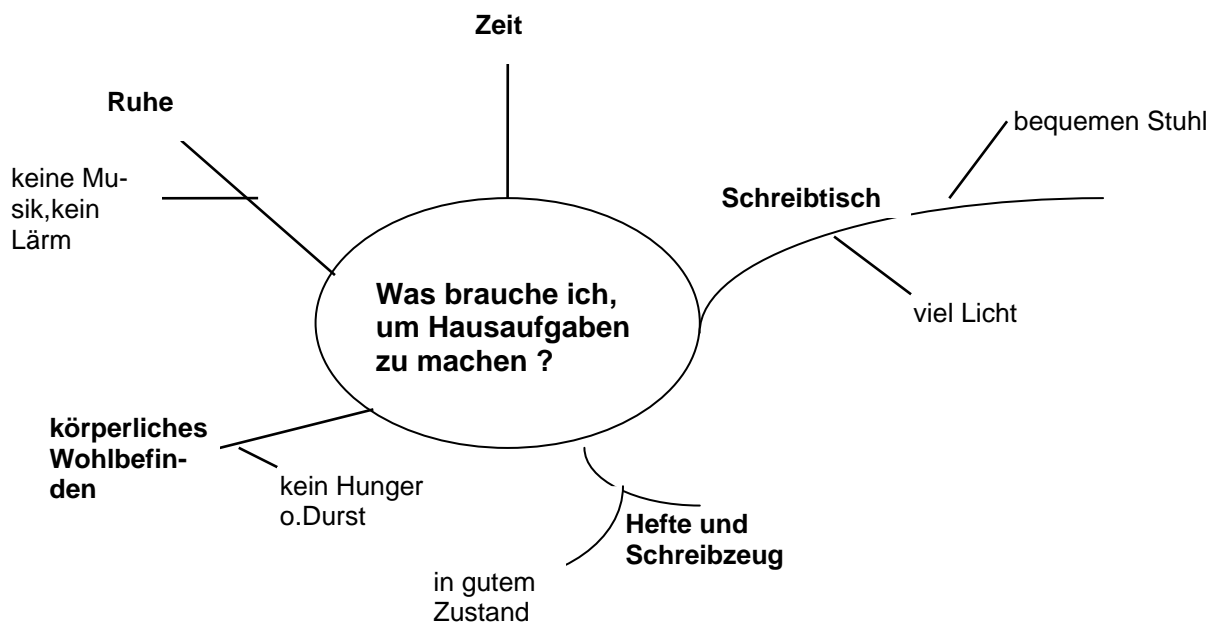 Zeit
Ruhe
bequemen Stuhl
keine Mu-
sik,kein
Lärm
Schreibtisch
Was brauche ich,
um Hausaufgaben
zu machen ?
viel Licht
körperliches
Wohlbefin-
den
kein Hunger
o.Durst
Hefte und
Schreibzeug
in gutem
Zustand